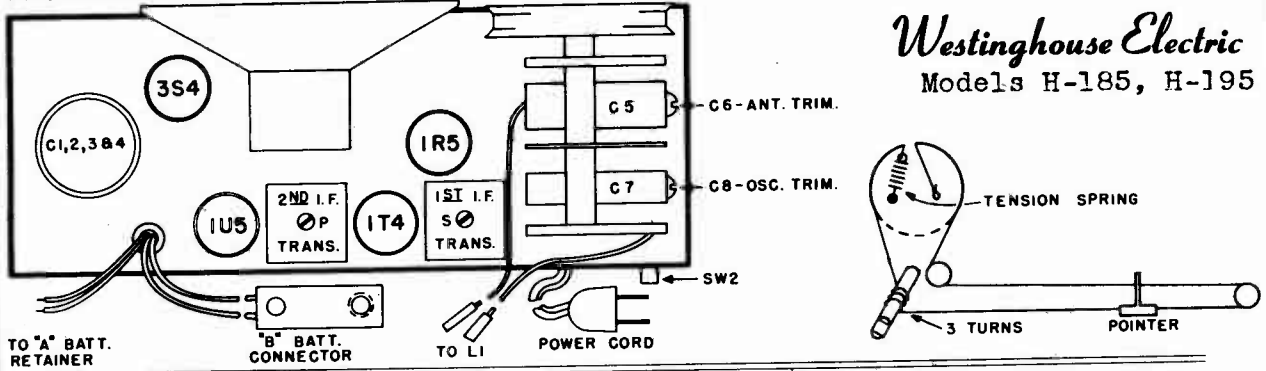 Westinghouse Electric
Models H-185, H-195
3S4
C1,2,3&4
1R5
C5
C6-ANT. TRIM.
C7
C8-OSC. TRIM.
1U5
2ND I.F.
P
TRANS.
1T4
1ST I.F.
S
TRANS.
TENSION SPRING
SW2
3 TURNS
POINTER
TO "A" BATT.
RETAINER
"B" BATT.
CONNECTOR
TO L1
POWER CORD